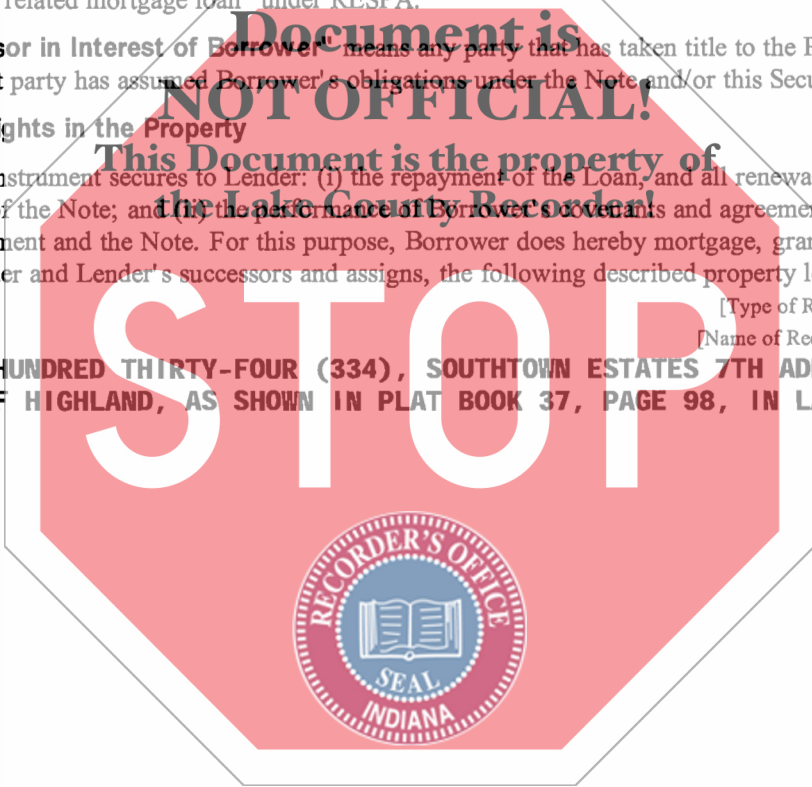 related mortgage loan" under RESPA.
Document is
sor in Interest of Borrower" means any party that has taken title to the P
t party has assumed Borrower's obligations under the Note and/or this Secu
NOT OFFICIAL!
ghts in the Property
This Document is the property of
nstrument secures to Lender: (i) the repayment of the Loan, and all renewa
the Lake County Recorder!
f the Note; and (ii) the performance of Borrower's covenants and agreeme
ment and the Note. For this purpose, Borrower does hereby mortgage, gran
er and Lender's successors and assigns, the following described property l
[Type of R
[Name of Rec
HUNDRED THIRTY-FOUR (334), SOUTHTOWN ESTATES 7TH AD
F HIGHLAND, AS SHOWN IN PLAT BOOK 37, PAGE 98, IN L
STOP
RECORDER'S OFFICE
SEAL
INDIANA